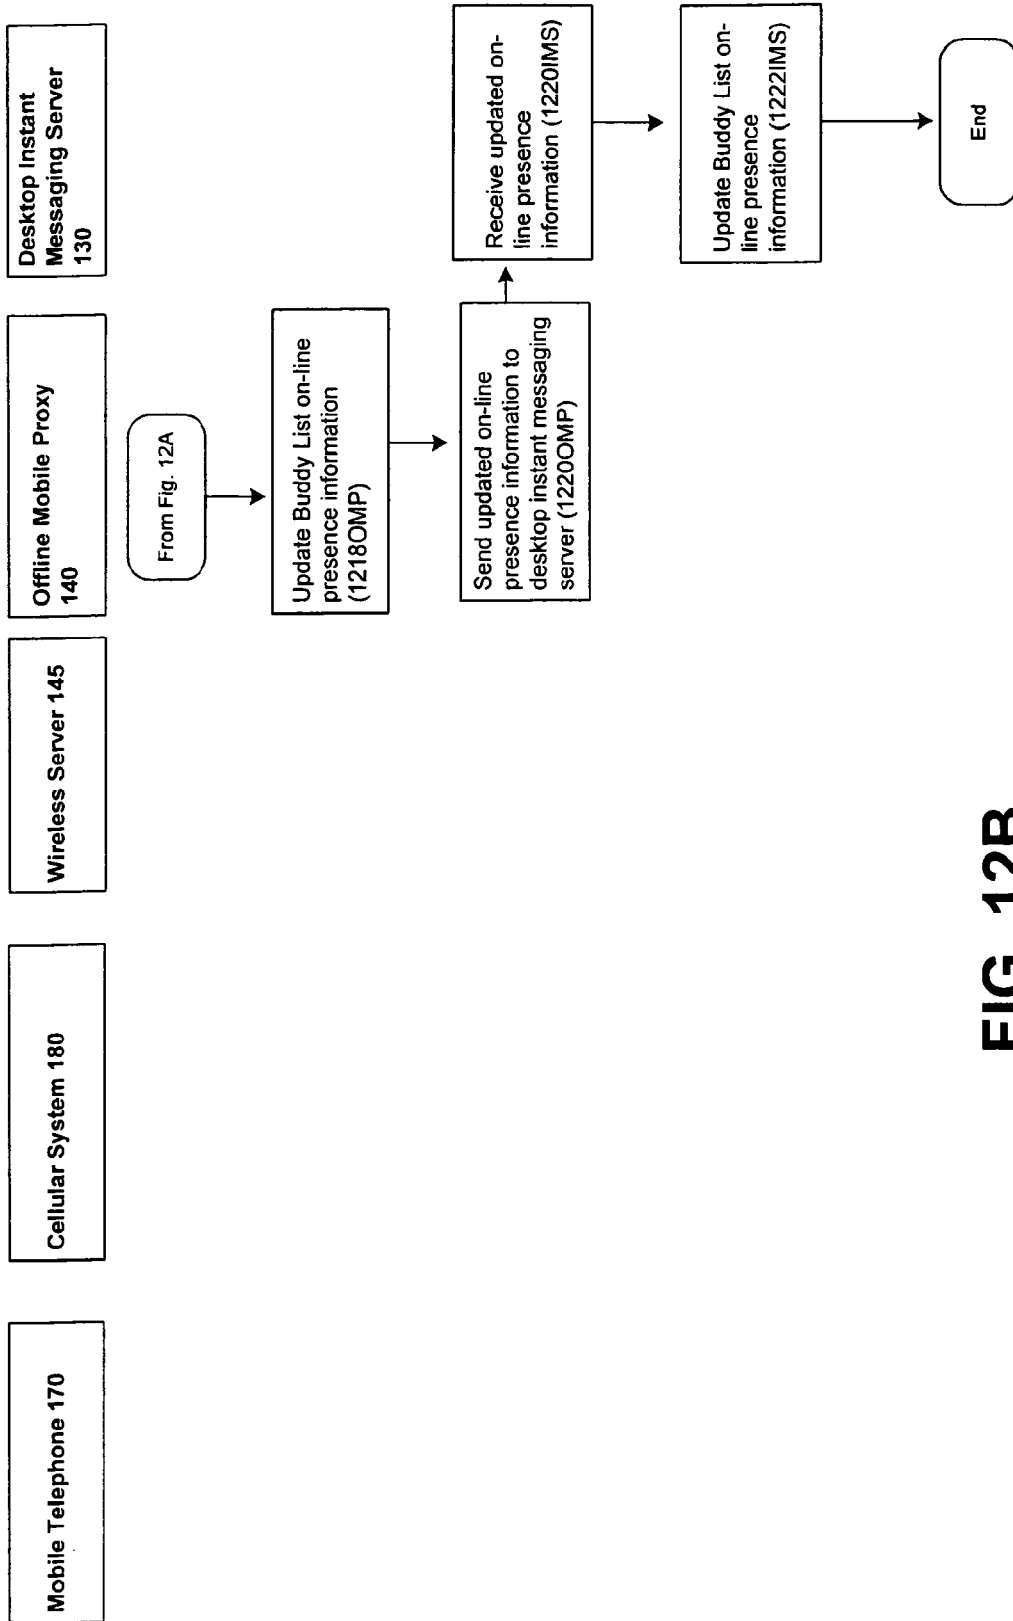 Mobile Telephone 170
Cellular System 180
Wireless Server 145
Offline Mobile Proxy
140
Desktop Instant
Messaging Server
130
From Fig. 12A
Update Buddy List on-line
presence information
(1218OMP)
Send updated on-line
presence information to
desktop instant messaging
server (1220OMP)
Receive updated on-
line presence
information (1220IMS)
Update Buddy List on-
line presence
information (1222IMS)
End
FIG. 12B